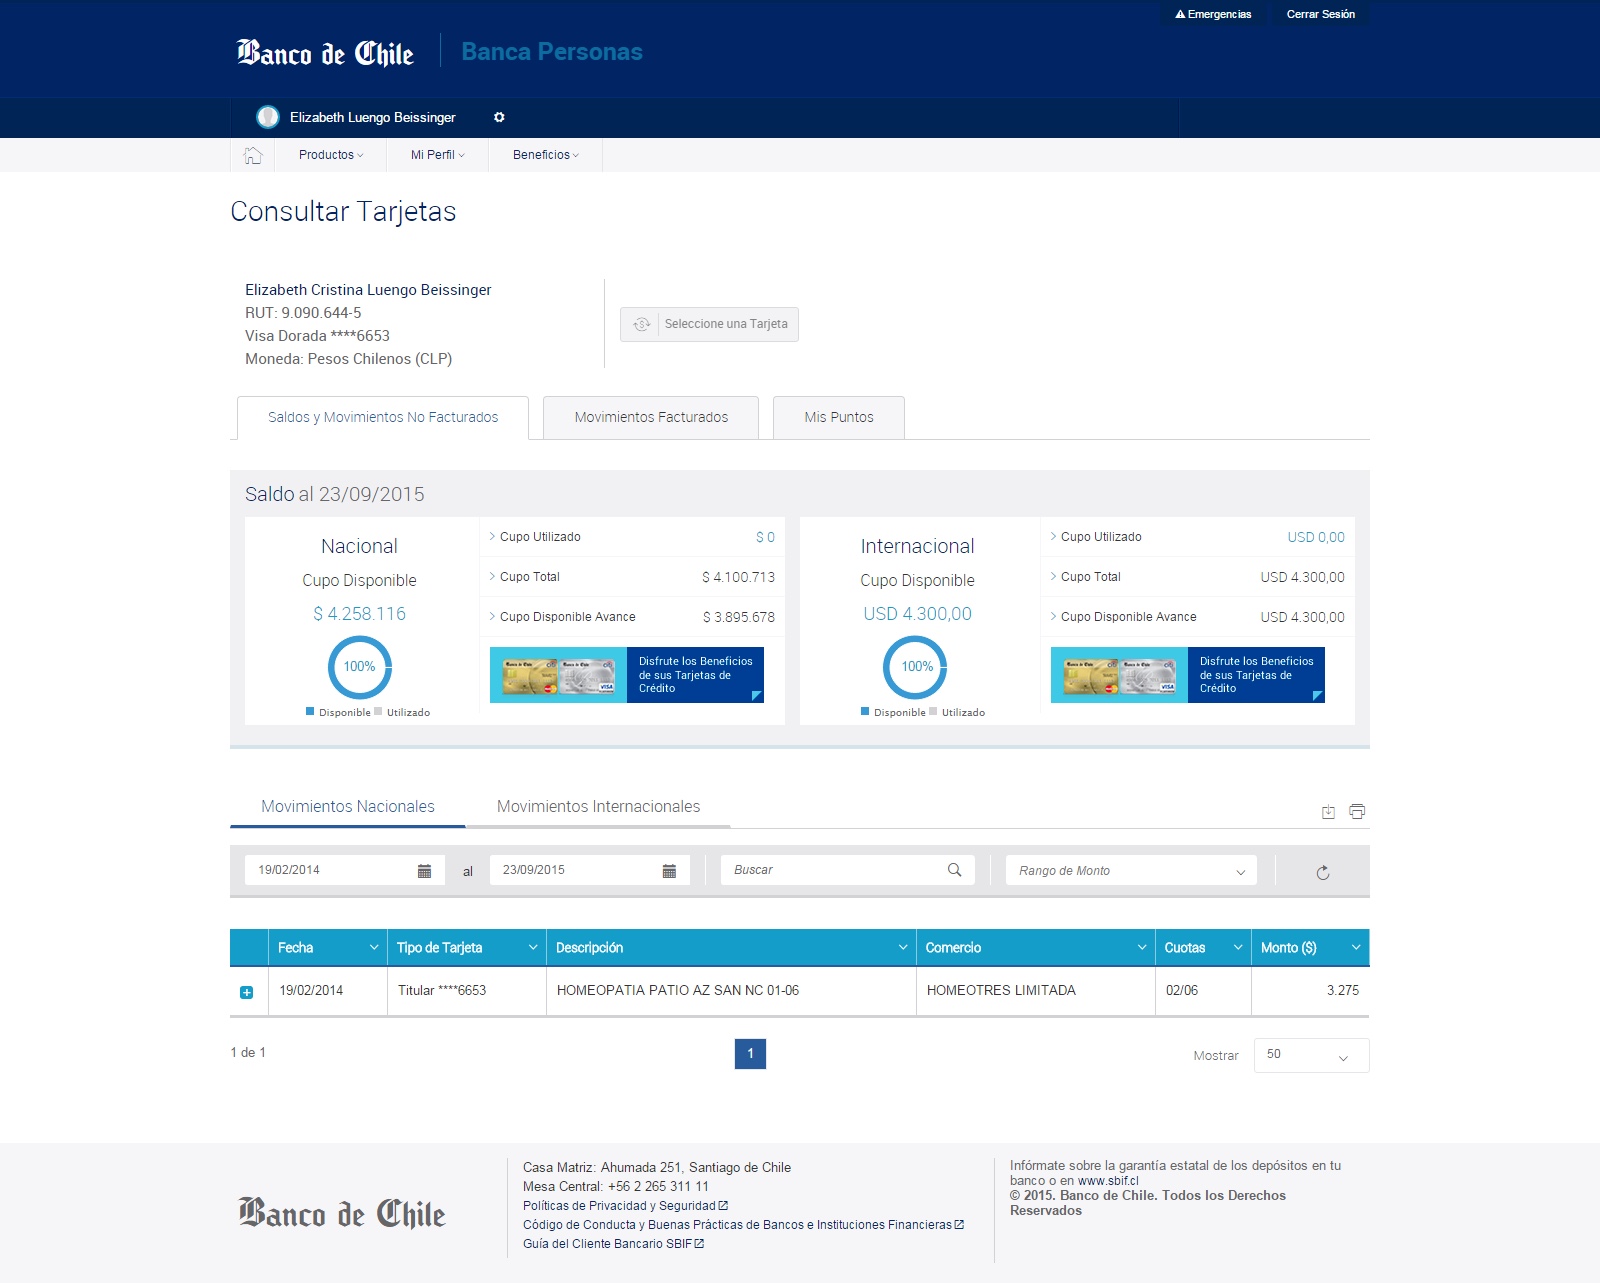 Emergencias
Cerrar Sesión
Banco de Chile
Banca Personas
Elizabeth Luengo Beissinger
Productos
Mi Perfil
Beneficios
Consultar Tarjetas
Elizabeth Cristina Luengo Beissinger
RUT: 9.090.644-5
Visa Dorada ****6653
Moneda: Pesos Chilenos (CLP)
Seleccione una Tarjeta
Saldos y Movimientos No Facturados
Movimientos Facturados
Mis Puntos
Saldo al 23/09/2015
Nacional
Cupo Disponible
$ 4.258.116
100%
Disponible Utilizado
Cupo Utilizado $ 0
Cupo Total $ 4.100.713
Cupo Disponible Avance $ 3.895.678
Disfrute los Beneficios
de sus Tarjetas de
Crédito
Internacional
Cupo Disponible
USD 4.300,00
100%
Disponible Utilizado
Cupo Utilizado USD 0,00
Cupo Total USD 4.300,00
Cupo Disponible Avance USD 4.300,00
Disfrute los Beneficios
de sus Tarjetas de
Crédito
Movimientos Nacionales
Movimientos Internacionales
19/02/2014 al 23/09/2015 Buscar Rango de Monto
Fecha Tipo de Tarjeta Descripción Comercio Cuotas Monto ($)
19/02/2014 Titular ****6653 HOMEOPATIA PATIO AZ SAN NC 01-06 HOMEOTRES LIMITADA 02/06 3.275
1 de 1
1
Mostrar 50
Banco de Chile
Casa Matriz: Ahumada 251, Santiago de Chile
Mesa Central: +56 2 265 311 11
Políticas de Privacidad y Seguridad
Código de Conducta y Buenas Prácticas de Bancos e Instituciones Financieras
Guía del Cliente Bancario SBIF
Infórmate sobre la garantía estatal de los depósitos en tu
banco o en www.sbif.cl
© 2015. Banco de Chile. Todos los Derechos
Reservados